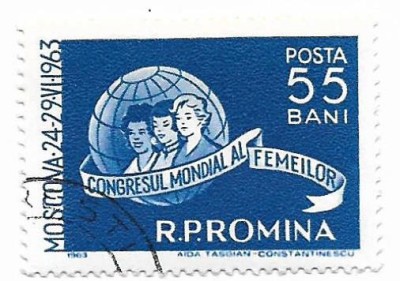 MOSCOVA·24-29·VI·1963
POSTA
55
BANI
CONGRESUL MONDIAL AL FEMEILOR
R.P.ROMINA
1963
AIDA TASGIAN-CONSTANTINESCU